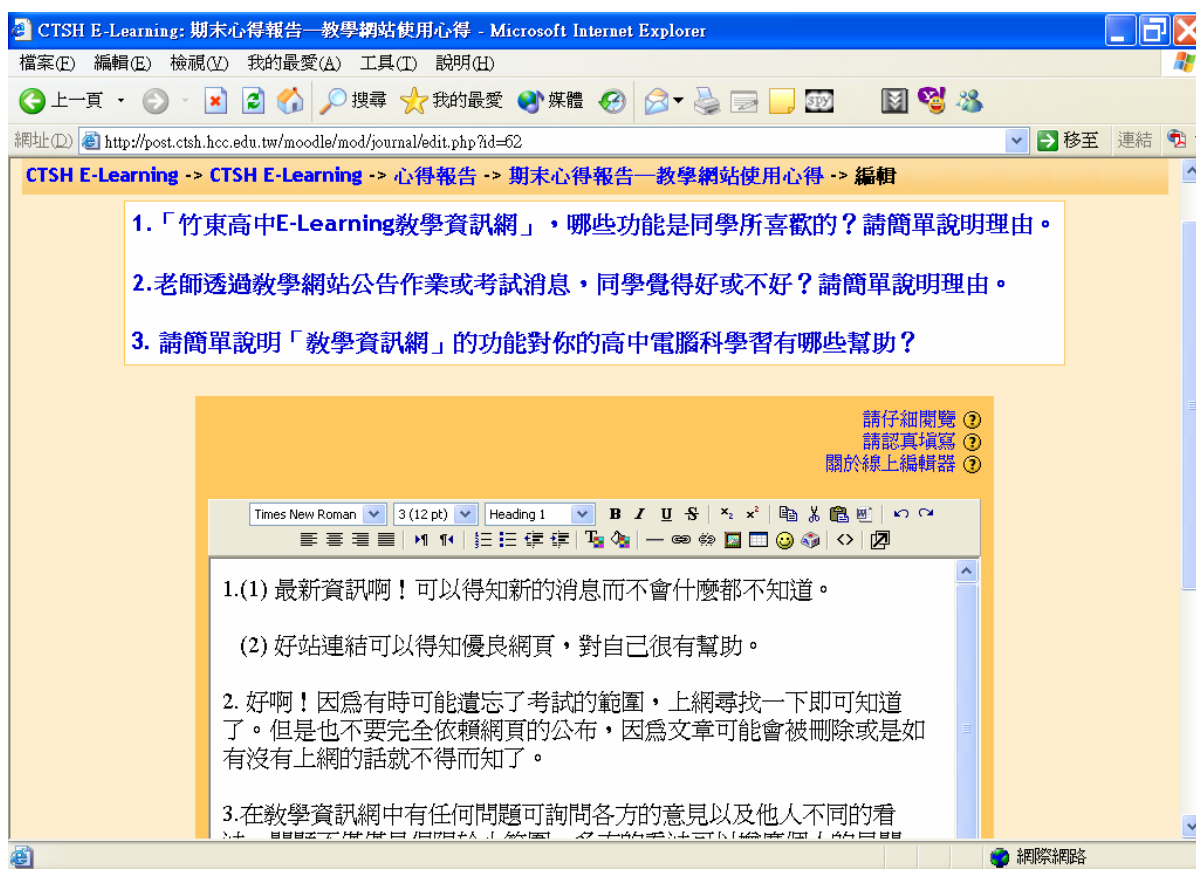 CTSH E-Learning: 期末心得報告—教學網站使用心得 - Microsoft Internet Explorer
檔案(F) 編輯(E) 檢視(V) 我的最愛(A) 工具(T) 說明(H)
上一頁 搜尋 我的最愛 媒體 SPY
網址(D) http://post.ctsh.hcc.edu.tw/moodle/mod/journal/edit.php?id=62 移至 連結
CTSH E-Learning -> CTSH E-Learning -> 心得報告 -> 期末心得報告—教學網站使用心得 -> 編輯
1.「竹東高中E-Learning教學資訊網」，哪些功能是同學所喜歡的？請簡單說明理由。
2.老師透過教學網站公告作業或考試消息，同學覺得好或不好？請簡單說明理由。
3. 請簡單說明「教學資訊網」的功能對你的高中電腦科學習有哪些幫助？
請仔細閱覽
請認真填寫
關於線上編輯器
Times New Roman 3 (12 pt) Heading 1 B I U S x₂ x²
1.(1) 最新資訊啊！可以得知新的消息而不會什麼都不知道。
(2) 好站連結可以得知優良網頁，對自己很有幫助。
2. 好啊！因為有時可能遺忘了考試的範圍，上網尋找一下即可知道
了。但是也不要完全依賴網頁的公布，因為文章可能會被刪除或是如
有沒有上網的話就不得而知了。
3.在教學資訊網中有任何問題可詢問各方的意見以及他人不同的看
網際網路